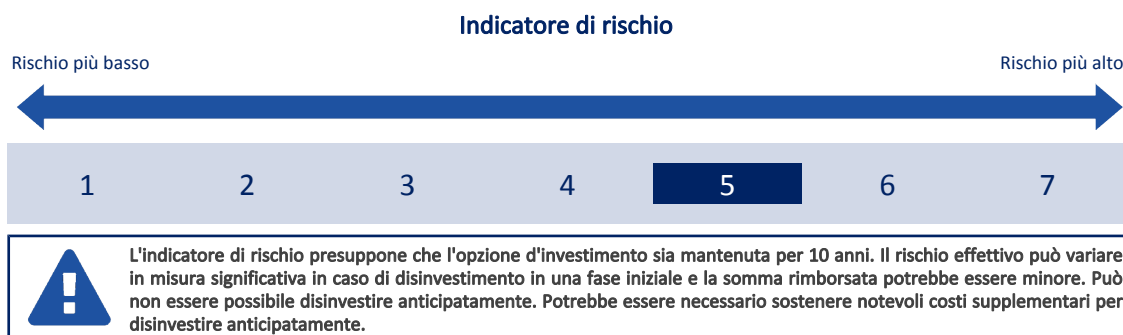 Indicatore di rischio
Rischio più basso
Rischio più alto
1 2 3 4 5 6 7
L'indicatore di rischio presuppone che l'opzione d'investimento sia mantenuta per 10 anni. Il rischio effettivo può variare
in misura significativa in caso di disinvestimento in una fase iniziale e la somma rimborsata potrebbe essere minore. Può
non essere possibile disinvestire anticipatamente. Potrebbe essere necessario sostenere notevoli costi supplementari per
disinvestire anticipatamente.